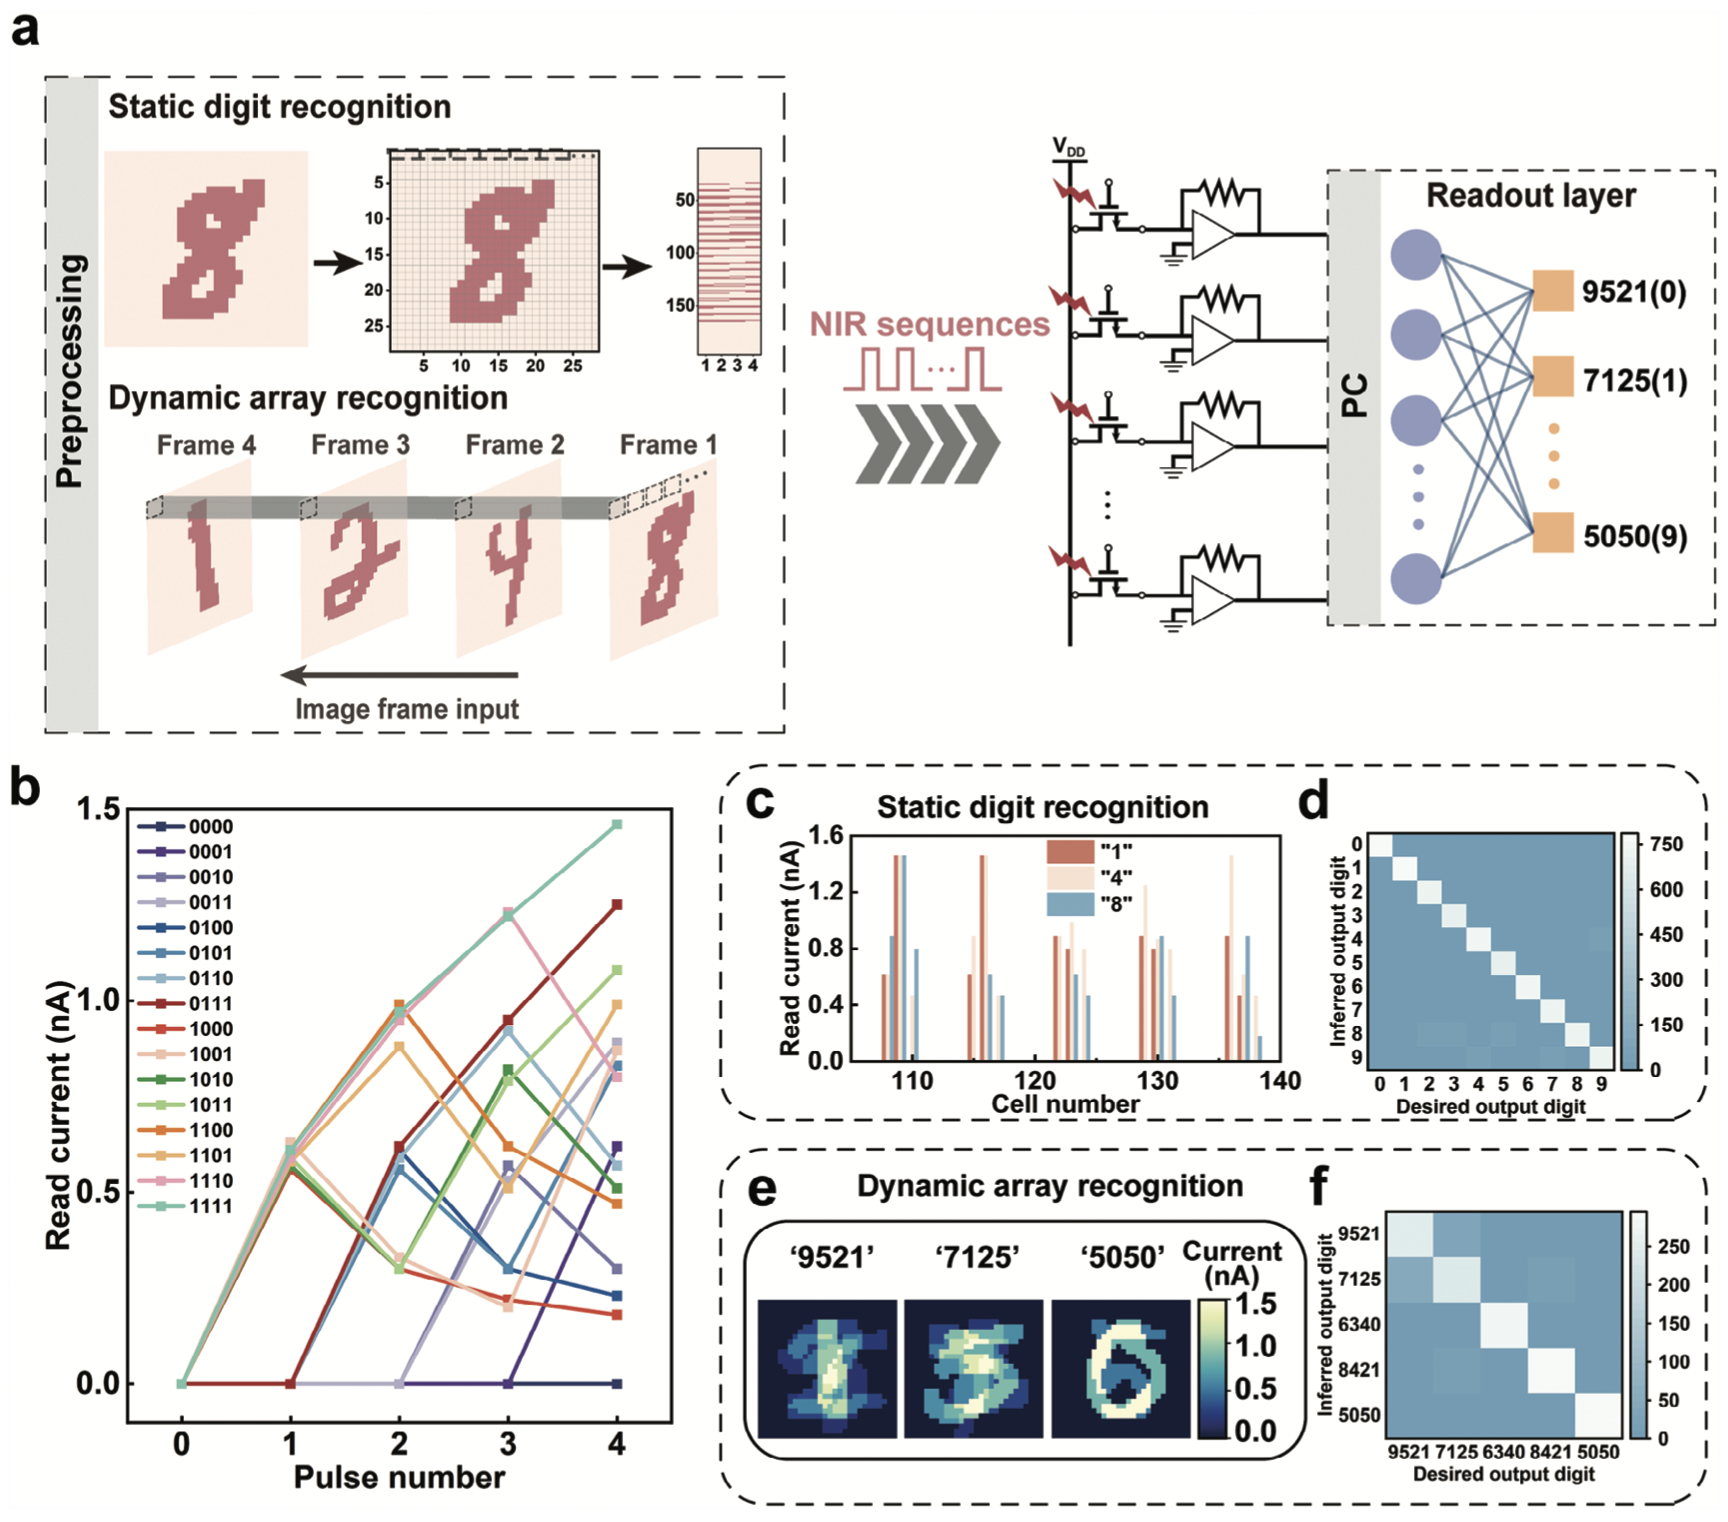 a
Static digit recognition
5
10
15
20
25
5 10 15 20 25
50
100
150
1 2 3 4
Preprocessing
Dynamic array recognition
Frame 4 Frame 3 Frame 2 Frame 1
Image frame input
NIR sequences
VDD
PC
Readout layer
9521(0)
7125(1)
5050(9)
b
1.5
1.0
0.5
0.0
Read current (nA)
0000
0001
0010
0011
0100
0101
0110
0111
1000
1001
1010
1011
1100
1101
1110
1111
0 1 2 3 4
Pulse number
c
Static digit recognition
1.6
1.2
0.8
0.4
0.0
Read current (nA)
"1"
"4"
"8"
110 120 130 140
Cell number
d
Inferred output digit
0
1
2
3
4
5
6
7
8
9
0 1 2 3 4 5 6 7 8 9
Desired output digit
750
600
450
300
150
0
e
Dynamic array recognition
‘9521’ ‘7125’ ‘5050’
Current
(nA)
1.5
1.0
0.5
0.0
f
Inferred output digit
9521
7125
6340
8421
5050
9521 7125 6340 8421 5050
Desired output digit
250
200
150
100
50
0